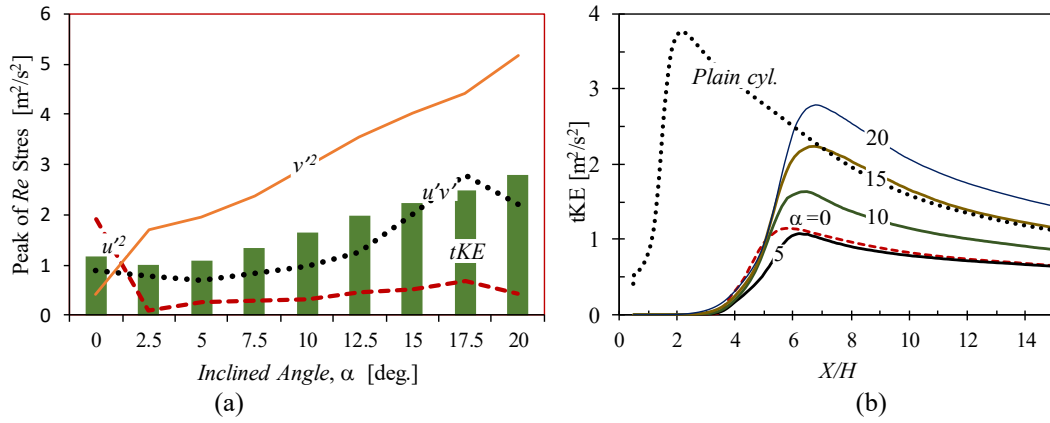 Peak of Re Stres [m²/s²]
6
5
4
3
2
1
0
v'²
u'v'
u'²
tKE
0 2.5 5 7.5 10 12.5 15 17.5 20
Inclined Angle, α [deg.]
(a)
tKE [m²/s²]
4
3
2
1
0
Plain cyl.
20
15
10
α =0
5
0 2 4 6 8 10 12 14
X/H
(b)